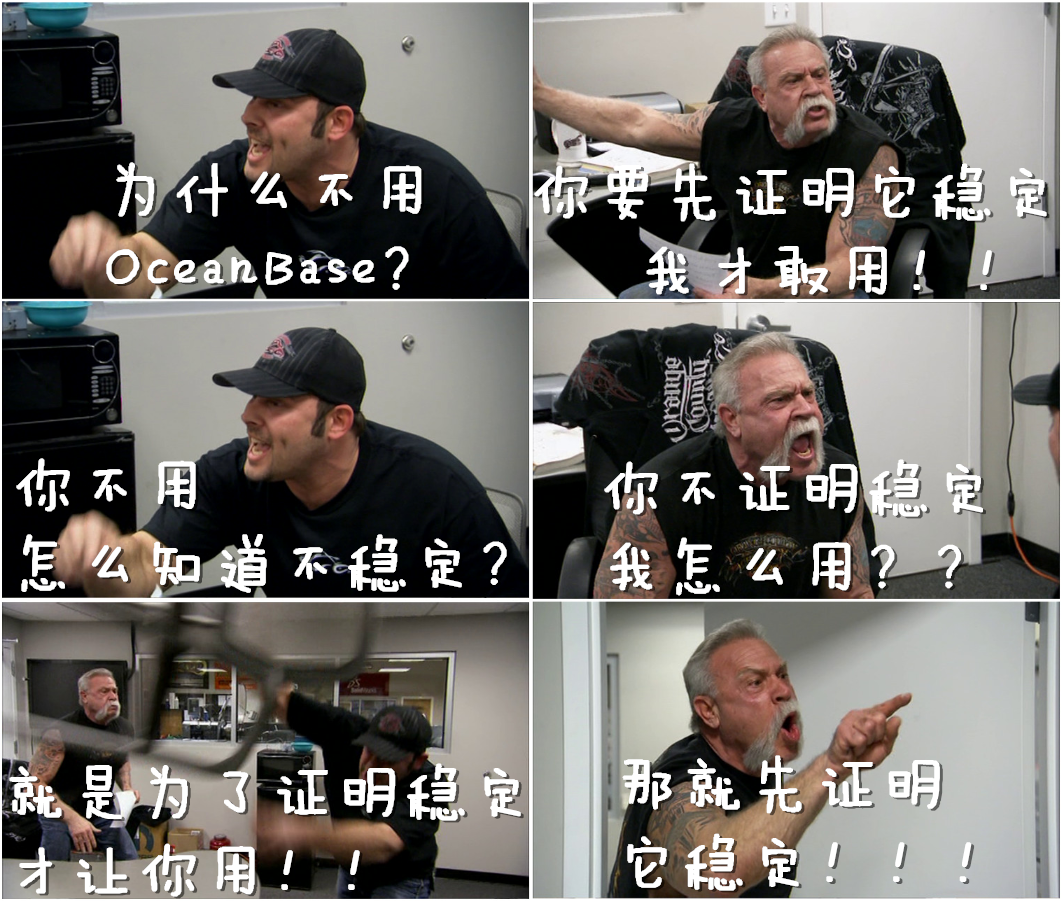 为什么不用
OceanBase？
你要先证明它稳定
我才敢用！！
你不用
怎么知道不稳定？
Orange
County
你不证明稳定
我怎么用？？
就是为了证明稳定
才让你用！！
那就先证明
它稳定！！！